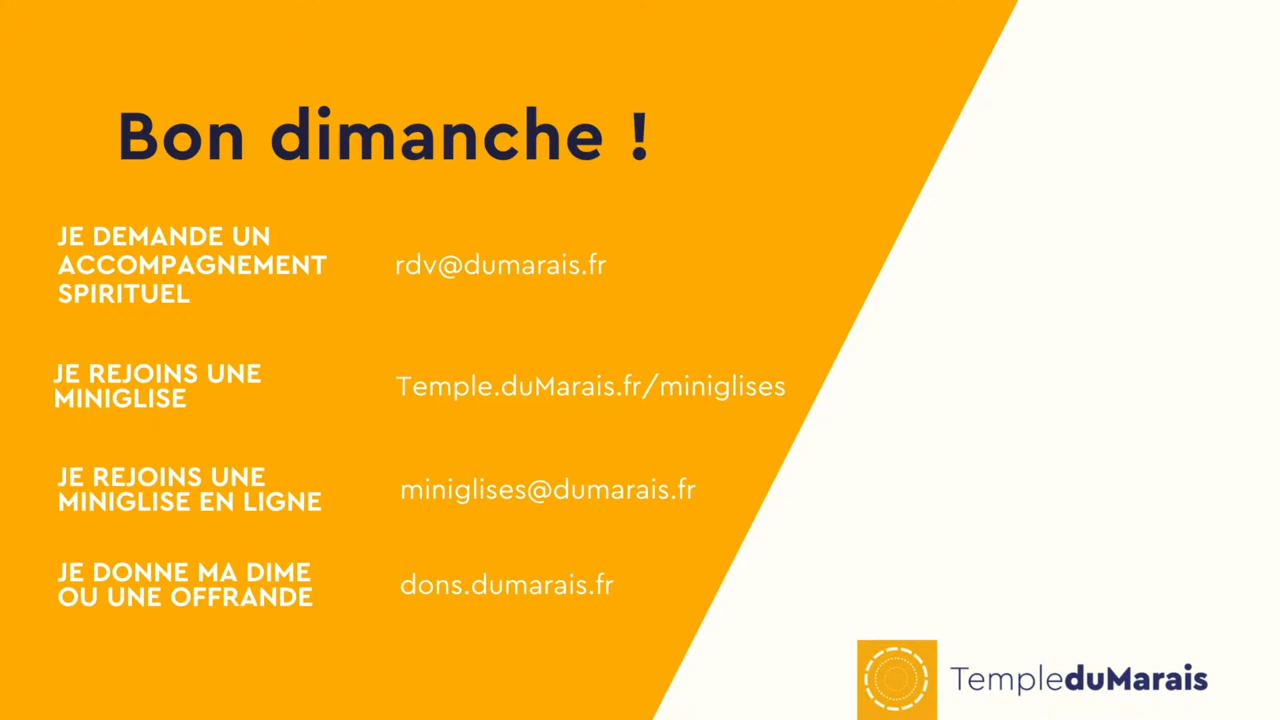 Bon dimanche !
JE DEMANDE UN
ACCOMPAGNEMENT
SPIRITUEL
rdv@dumarais.fr
JE REJOINS UNE
MINIGLISE
Temple.duMarais.fr/miniglises
JE REJOINS UNE
MINIGLISE EN LIGNE
miniglises@dumarais.fr
JE DONNE MA DIME
OU UNE OFFRANDE
dons.dumarais.fr
TempleduMarais